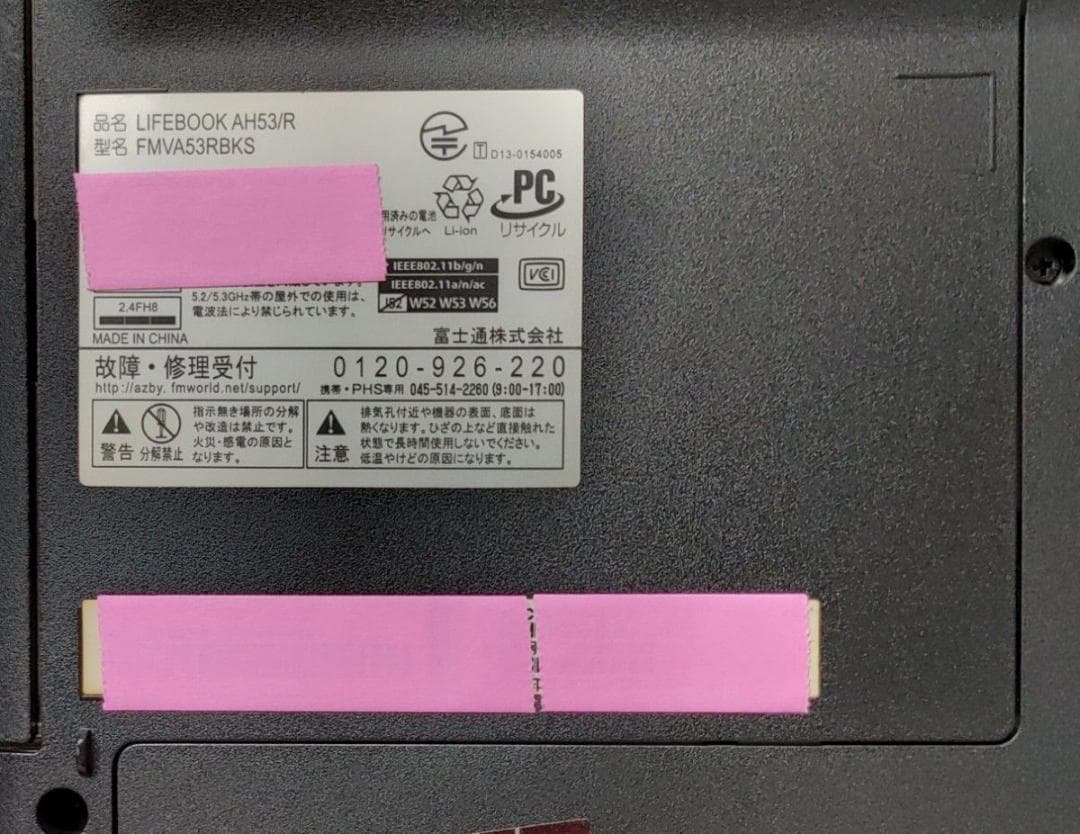 品名 LIFEBOOK AH53/R
型名 FMVA53RBKS
T D13-0154005
PC
用済みの電池
リサイクルへ Li-ion リサイクル
IEEE802.11b/g/n
IEEE802.11a/n/ac
J52 W52 W53 W56
VCI
5.2/5.3GHz帯の屋外での使用は、
電波法により禁じられています。
2.4FH8
MADE IN CHINA
富士通株式会社
故障・修理受付 0120-926-220
http://azby.fmworld.net/support/ 携帯・PHS専用 045-514-2260 (9:00-17:00)
警告 分解禁止
指示無き場所の分解
や改造は禁止です。
火災・感電の原因と
なります。
注意
排気孔付近や機器の表面、底面は
熱くなります。ひざの上など直接触れた
状態で長時間使用しないでください。
低温やけどの原因になります。